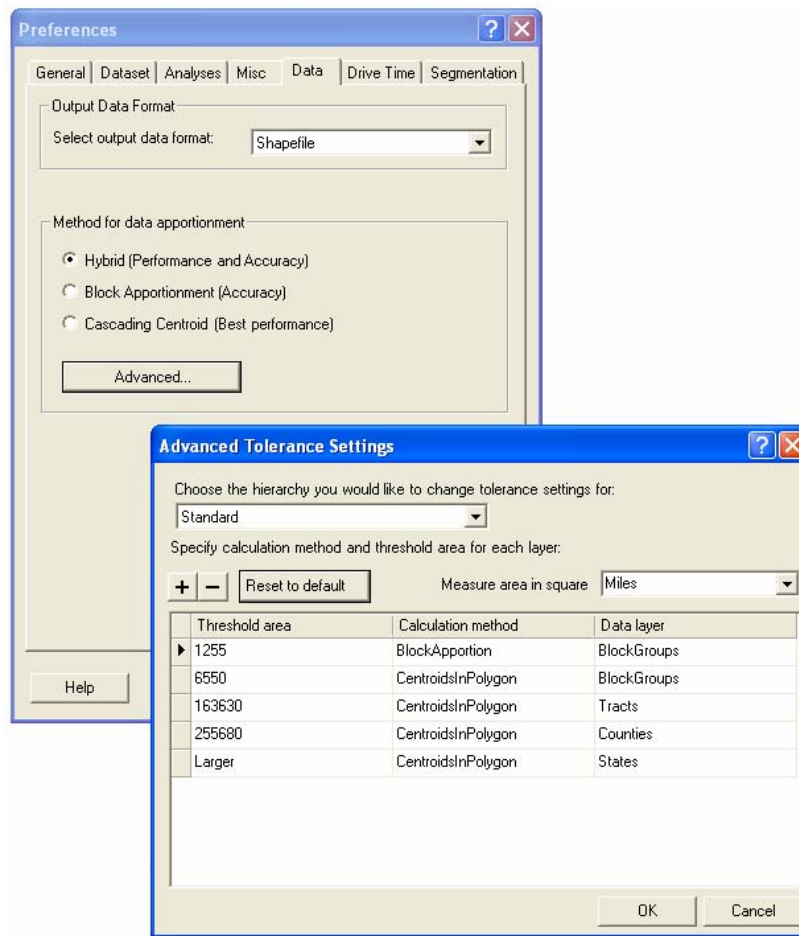 Preferences
General Dataset Analyses Misc Data Drive Time Segmentation
Output Data Format
Select output data format: Shapefile
Method for data apportionment
Hybrid (Performance and Accuracy)
Block Apportionment (Accuracy)
Cascading Centroid (Best performance)
Advanced...
Help
Advanced Tolerance Settings
Choose the hierarchy you would like to change tolerance settings for:
Standard
Specify calculation method and threshold area for each layer:
+ − Reset to default Measure area in square Miles
Threshold area Calculation method Data layer
1255 BlockApportion BlockGroups
6550 CentroidsInPolygon BlockGroups
163630 CentroidsInPolygon Tracts
255680 CentroidsInPolygon Counties
Larger CentroidsInPolygon States
OK Cancel